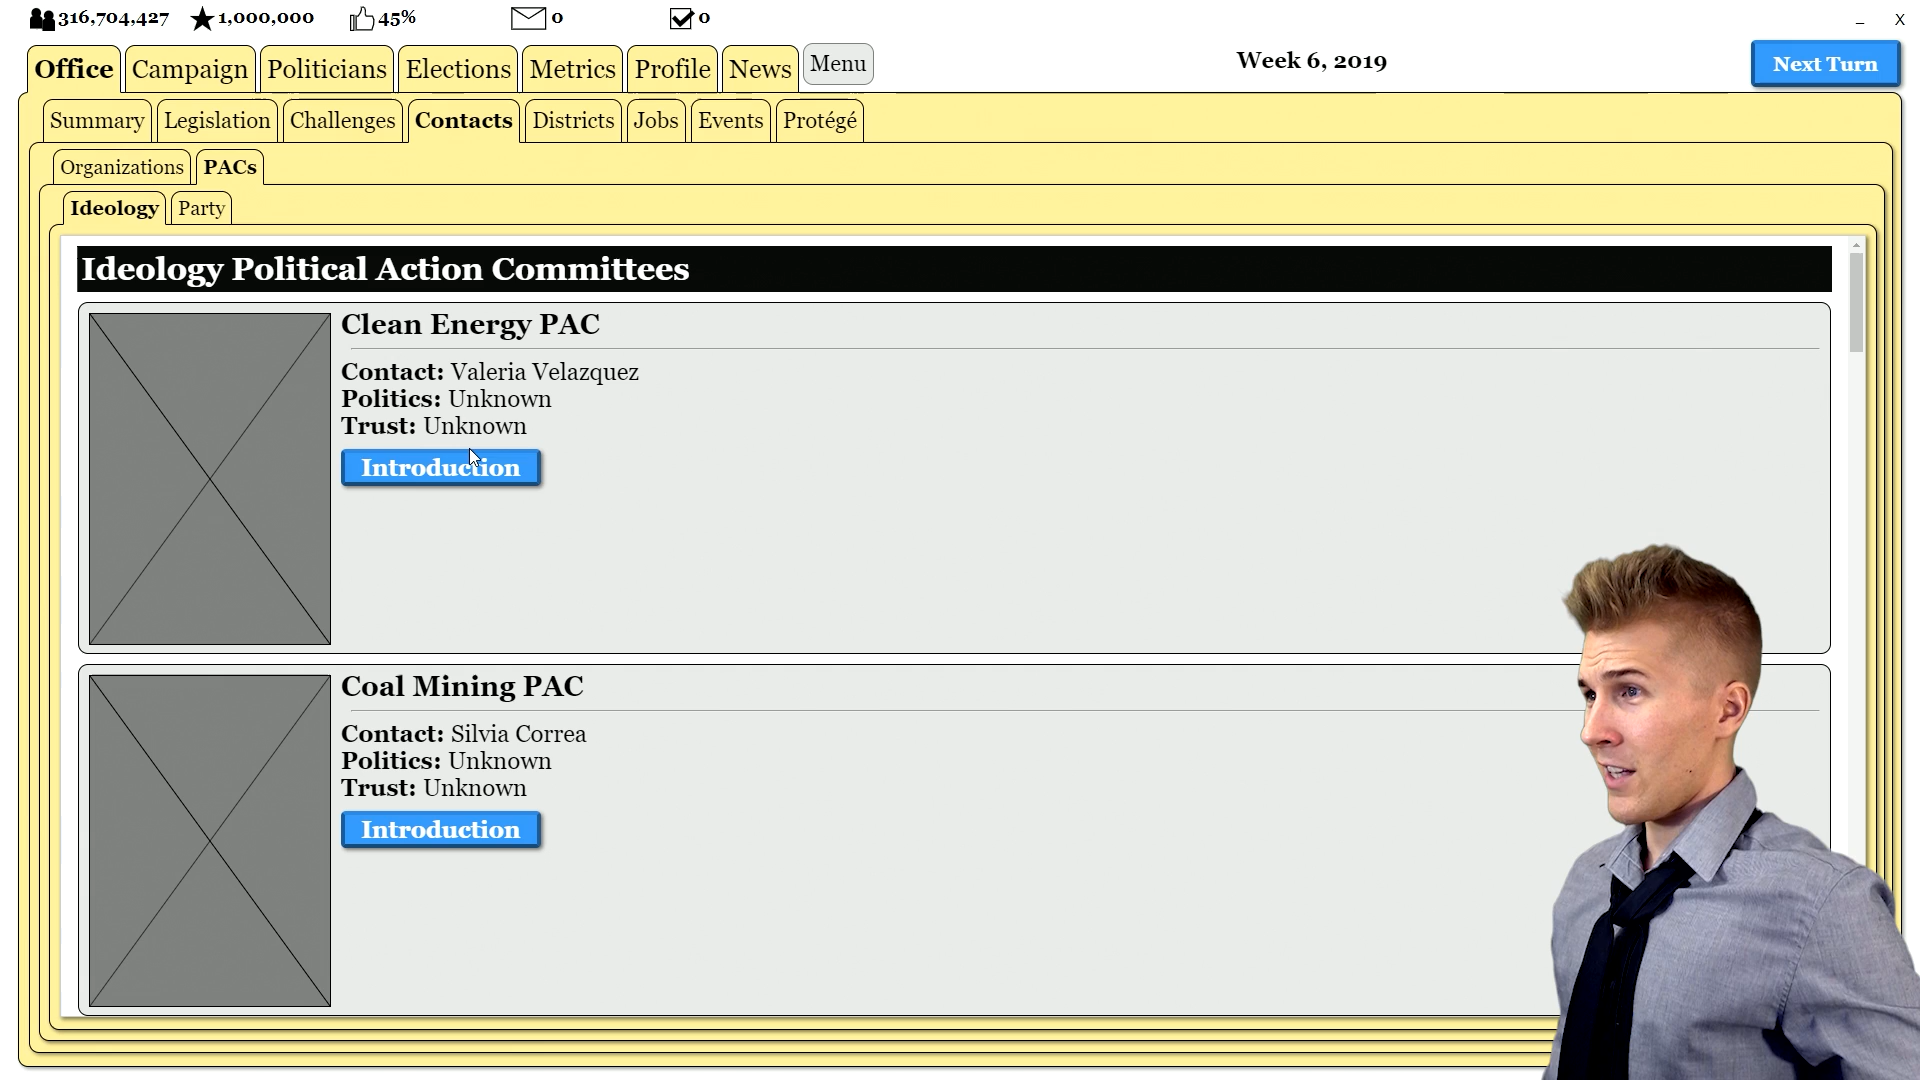 316,704,427 1,000,000 45% 0 0 _ X
Office Campaign Politicians Elections Metrics Profile News Menu Week 6, 2019 Next Turn
Summary Legislation Challenges Contacts Districts Jobs Events Protégé
Organizations PACs
Ideology Party
Ideology Political Action Committees
Clean Energy PAC
Contact: Valeria Velazquez
Politics: Unknown
Trust: Unknown
Introduction
Coal Mining PAC
Contact: Silvia Correa
Politics: Unknown
Trust: Unknown
Introduction